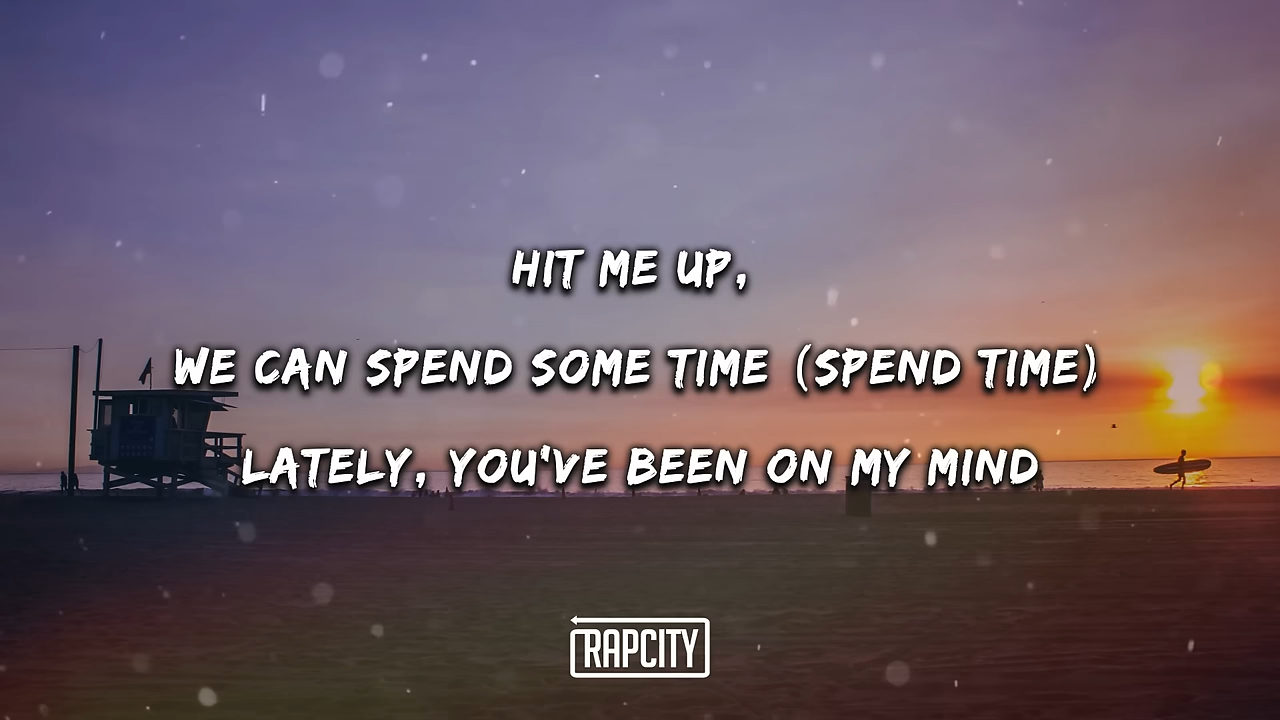 HIT ME UP,
WE CAN SPEND SOME TIME (SPEND TIME)
LATELY, YOU'VE BEEN ON MY MIND
RAPCITY